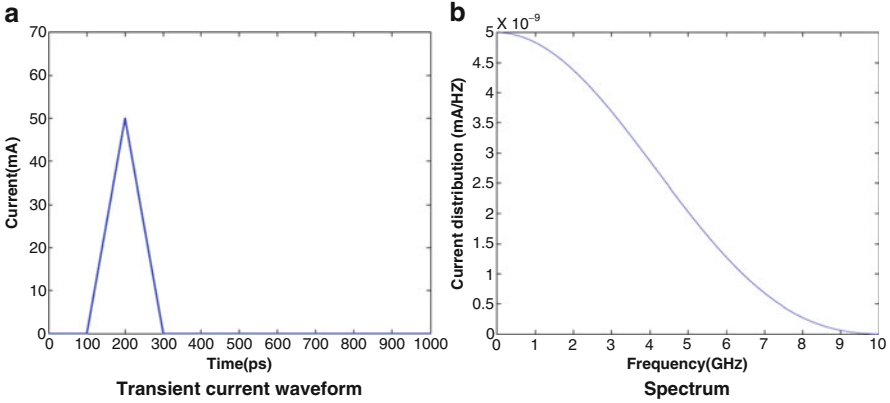 a
70
60
50
40
30
20
10
0
Current(mA)
0 100 200 300 400 500 600 700 800 900 1000
Time(ps)
Transient current waveform
b
5 X 10⁻⁹
4.5
4
3.5
3
2.5
2
1.5
1
0.5
0
Current distribution (mA/HZ)
0 1 2 3 4 5 6 7 8 9 10
Frequency(GHz)
Spectrum